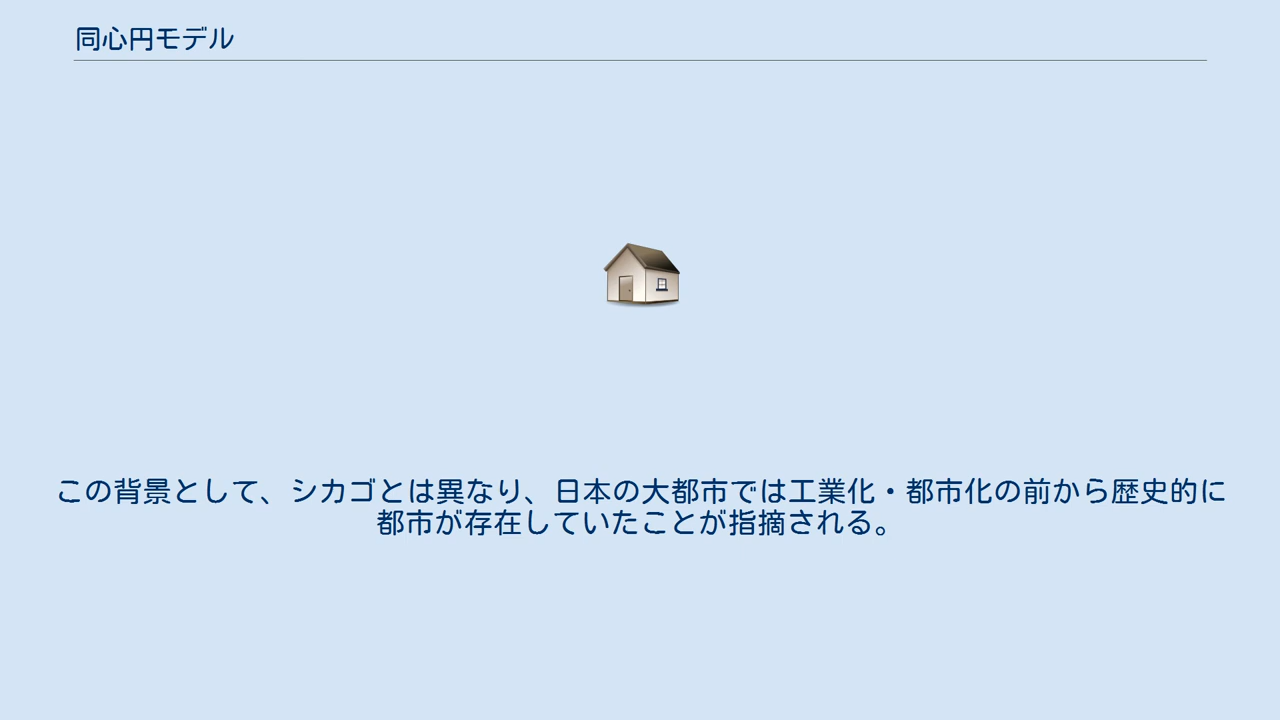 同心円モデル
この背景として、シカゴとは異なり、日本の大都市では工業化・都市化の前から歴史的に
都市が存在していたことが指摘される。